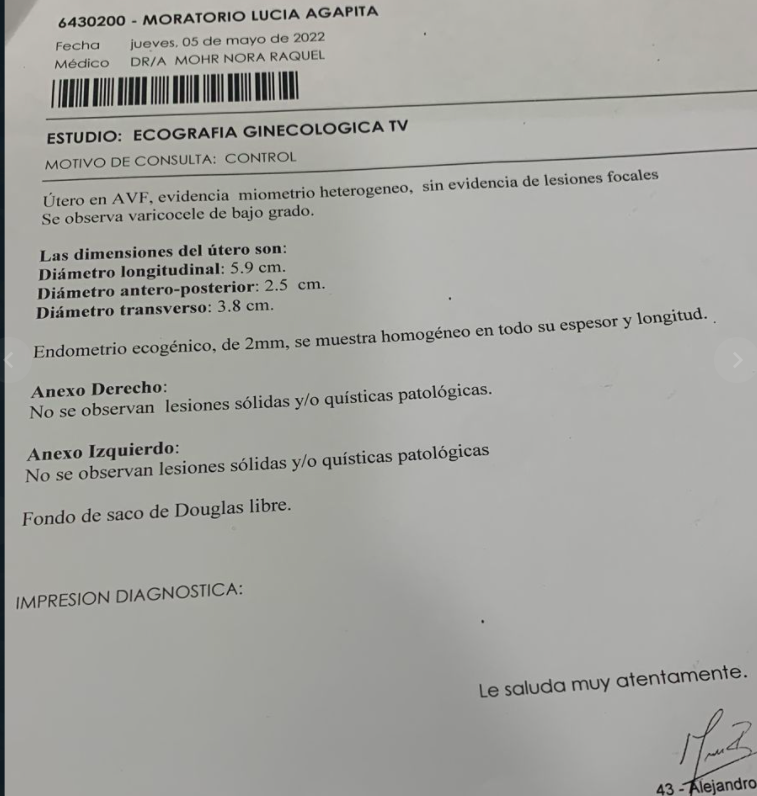 6430200 - MORATORIO LUCIA AGAPITA
Fecha jueves, 05 de mayo de 2022
Médico DR/A MOHR NORA RAQUEL
ESTUDIO: ECOGRAFIA GINECOLOGICA TV
MOTIVO DE CONSULTA: CONTROL
Útero en AVF, evidencia miometrio heterogeneo, sin evidencia de lesiones focales
Se observa varicocele de bajo grado.
Las dimensiones del útero son:
Diámetro longitudinal: 5.9 cm.
Diámetro antero-posterior: 2.5 cm.
Diámetro transverso: 3.8 cm.
Endometrio ecogénico, de 2mm, se muestra homogéneo en todo su espesor y longitud.
Anexo Derecho:
No se observan lesiones sólidas y/o quísticas patológicas.
Anexo Izquierdo:
No se observan lesiones sólidas y/o quísticas patológicas
Fondo de saco de Douglas libre.
IMPRESION DIAGNOSTICA:
Le saluda muy atentamente.
43 - Alejandro